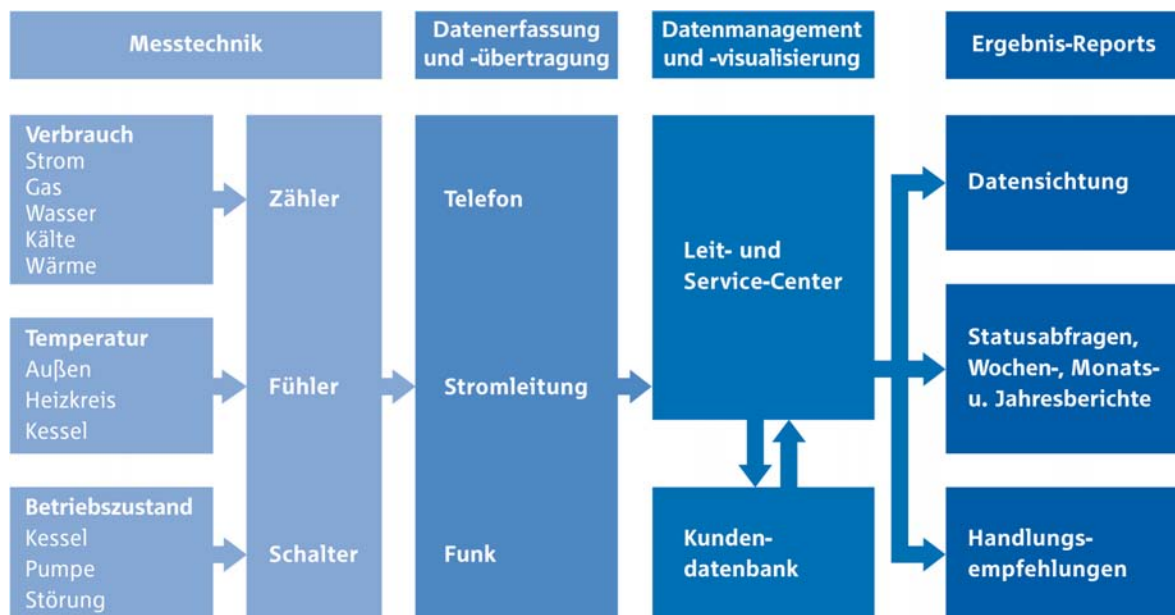 Messtechnik
Datenerfassung
und -übertragung
Datenmanagement
und -visualisierung
Ergebnis-Reports
Verbrauch
Strom
Gas
Wasser
Kälte
Wärme
Zähler
Telefon
Leit- und
Service-Center
Datensichtung
Temperatur
Außen
Heizkreis
Kessel
Fühler
Stromleitung
Statusabfragen,
Wochen-, Monats-
u. Jahresberichte
Betriebszustand
Kessel
Pumpe
Störung
Schalter
Funk
Kunden-
datenbank
Handlungs-
empfehlungen